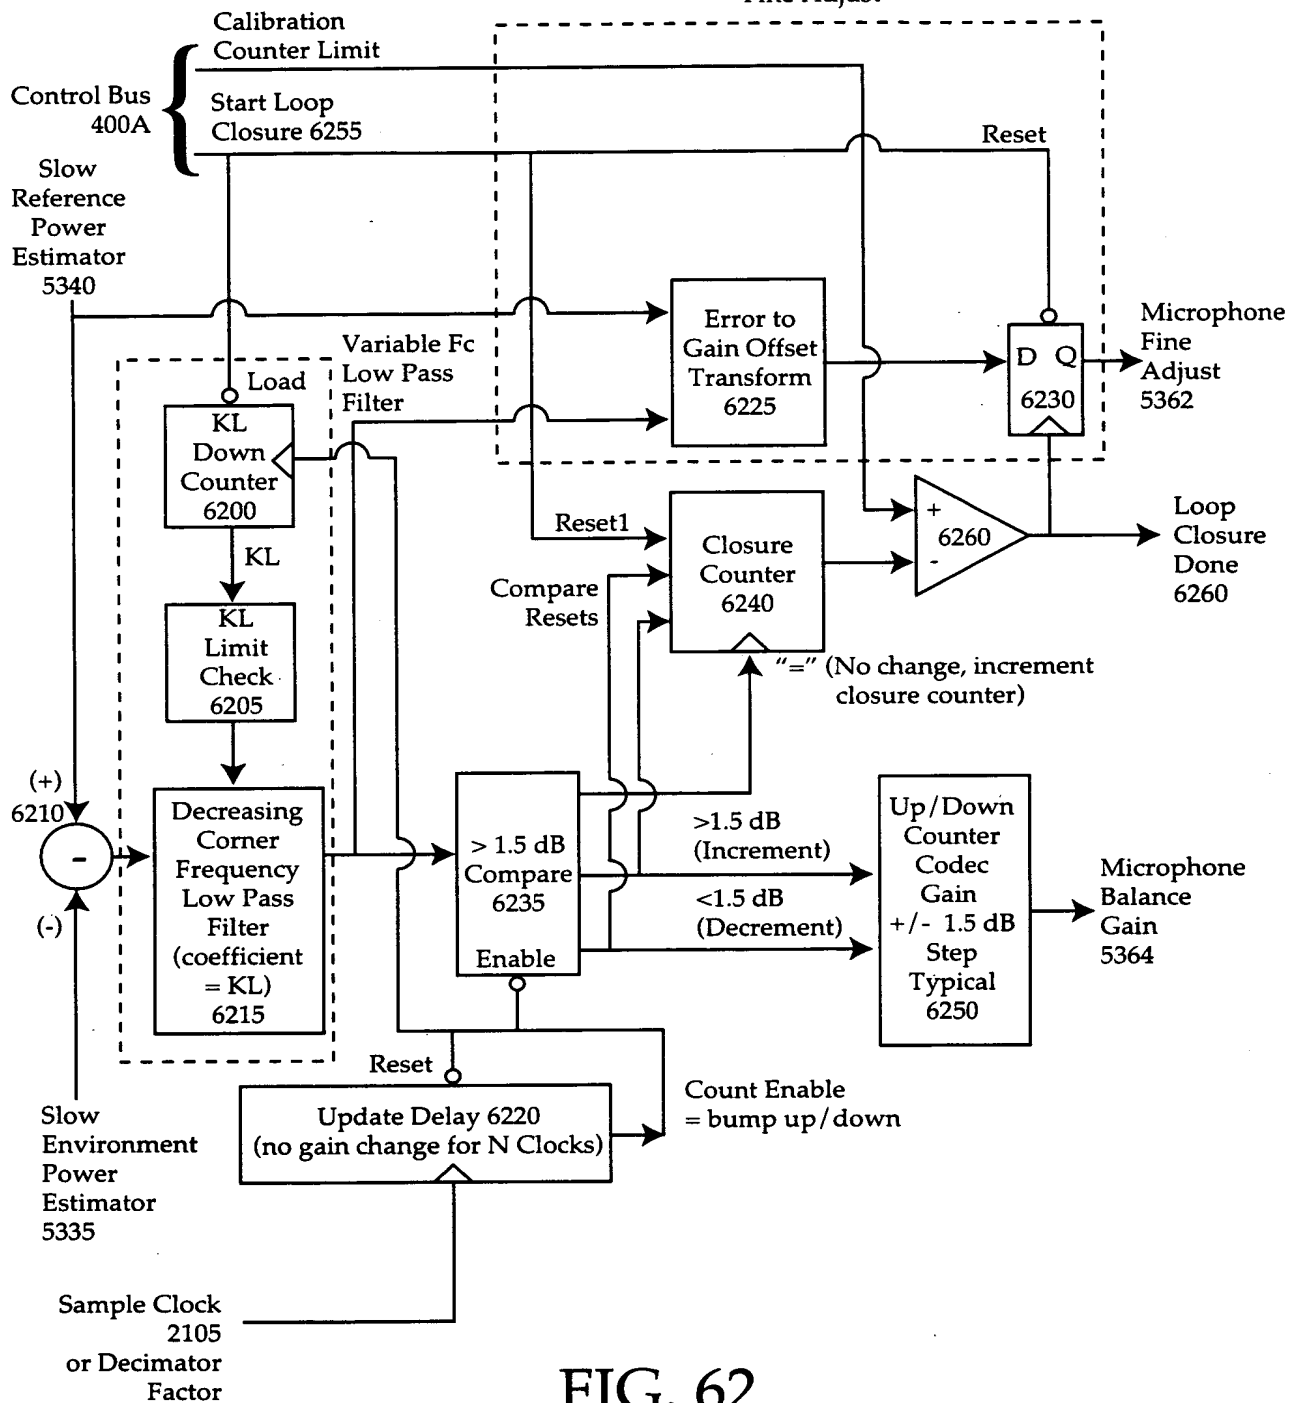 Calibration
Counter Limit
Control Bus
400A
Start Loop
Closure 6255
Reset
Slow
Reference
Power
Estimator
5340
Variable Fc
Low Pass
Filter
Error to
Gain Offset
Transform
6225
D Q
6230
Microphone
Fine
Adjust
5362
Load
KL
Down
Counter
6200
KL
KL
Limit
Check
6205
Reset1
Compare
Resets
Closure
Counter
6240
+
6260
-
Loop
Closure
Done
6260
"=" (No change, increment
closure counter)
(+)
6210
-
(-)
Decreasing
Corner
Frequency
Low Pass
Filter
(coefficient
= KL)
6215
> 1.5 dB
Compare
6235
Enable
>1.5 dB
(Increment)
<1.5 dB
(Decrement)
Up/Down
Counter
Codec
Gain
+/- 1.5 dB
Step
Typical
6250
Microphone
Balance
Gain
5364
Reset
Update Delay 6220
(no gain change for N Clocks)
Count Enable
= bump up/down
Slow
Environment
Power
Estimator
5335
Sample Clock
2105
or Decimator
Factor
FIG. 62